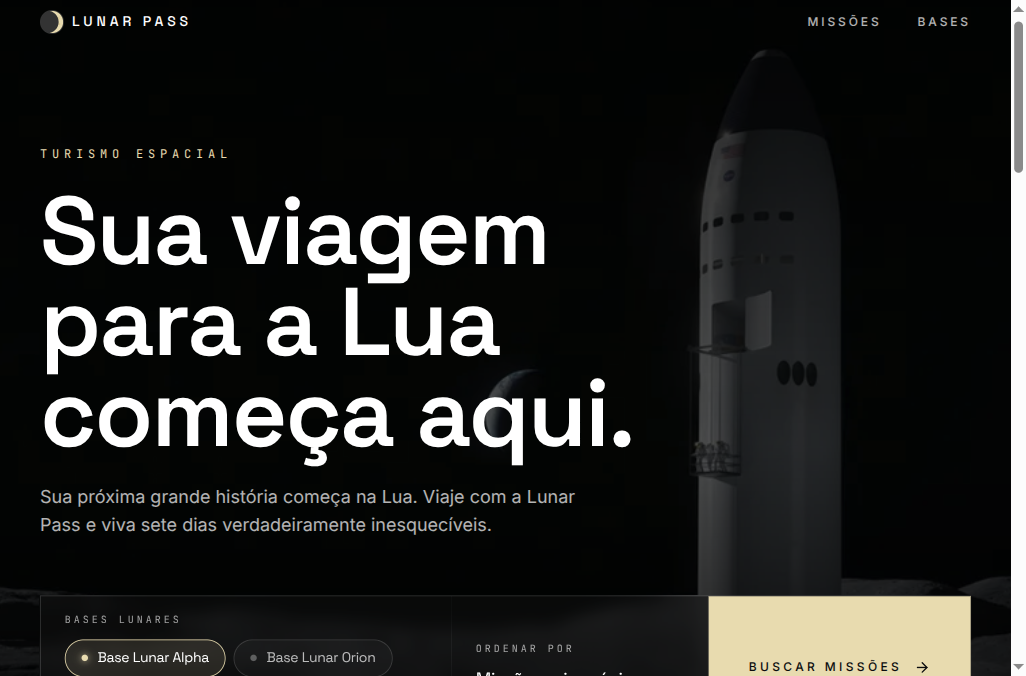 LUNAR PASS
MISSÕES BASES
TURISMO ESPACIAL
Sua viagem
para a Lua
começa aqui.
Sua próxima grande história começa na Lua. Viaje com a Lunar
Pass e viva sete dias verdadeiramente inesquecíveis.
BASES LUNARES
Base Lunar Alpha Base Lunar Orion
ORDENAR POR
BUSCAR MISSÕES →